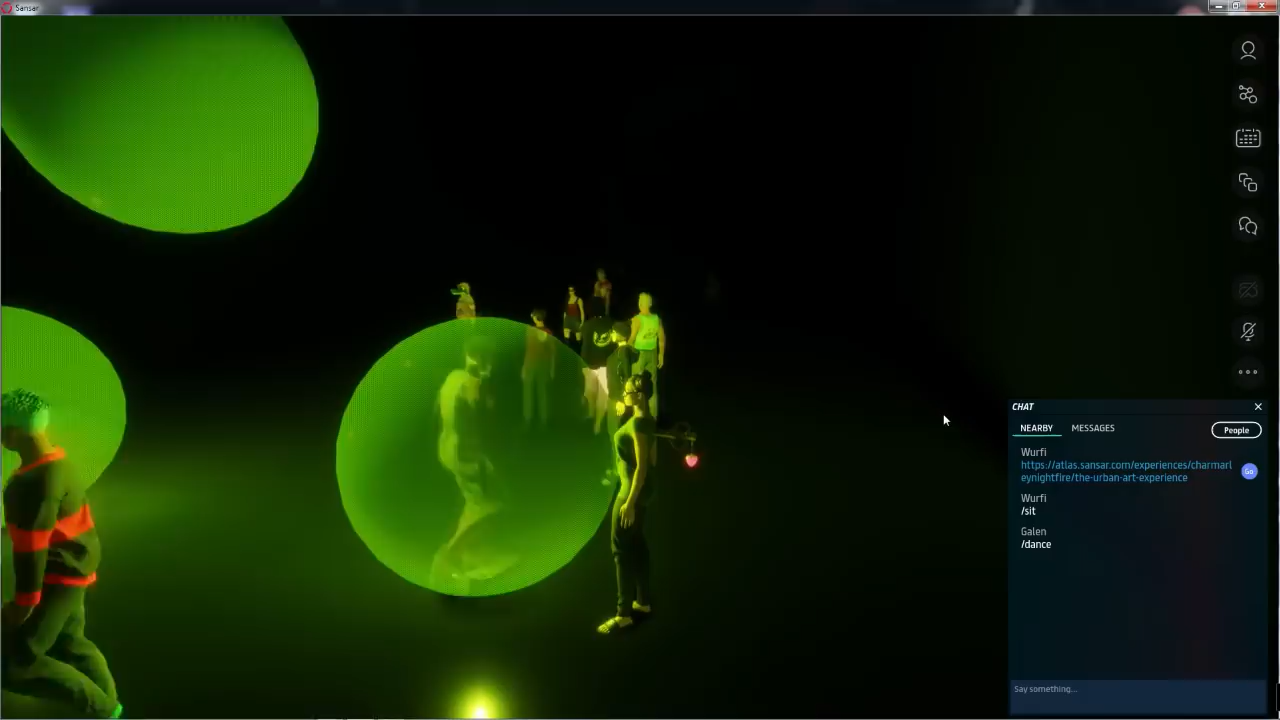 Sansar
CHAT
NEARBY
MESSAGES
People
Wurfi
https://atlas.sansar.com/experiences/charmarl
eynightfire/the-urban-art-experience
Go
Wurfi
/sit
Galen
/dance
Say something...